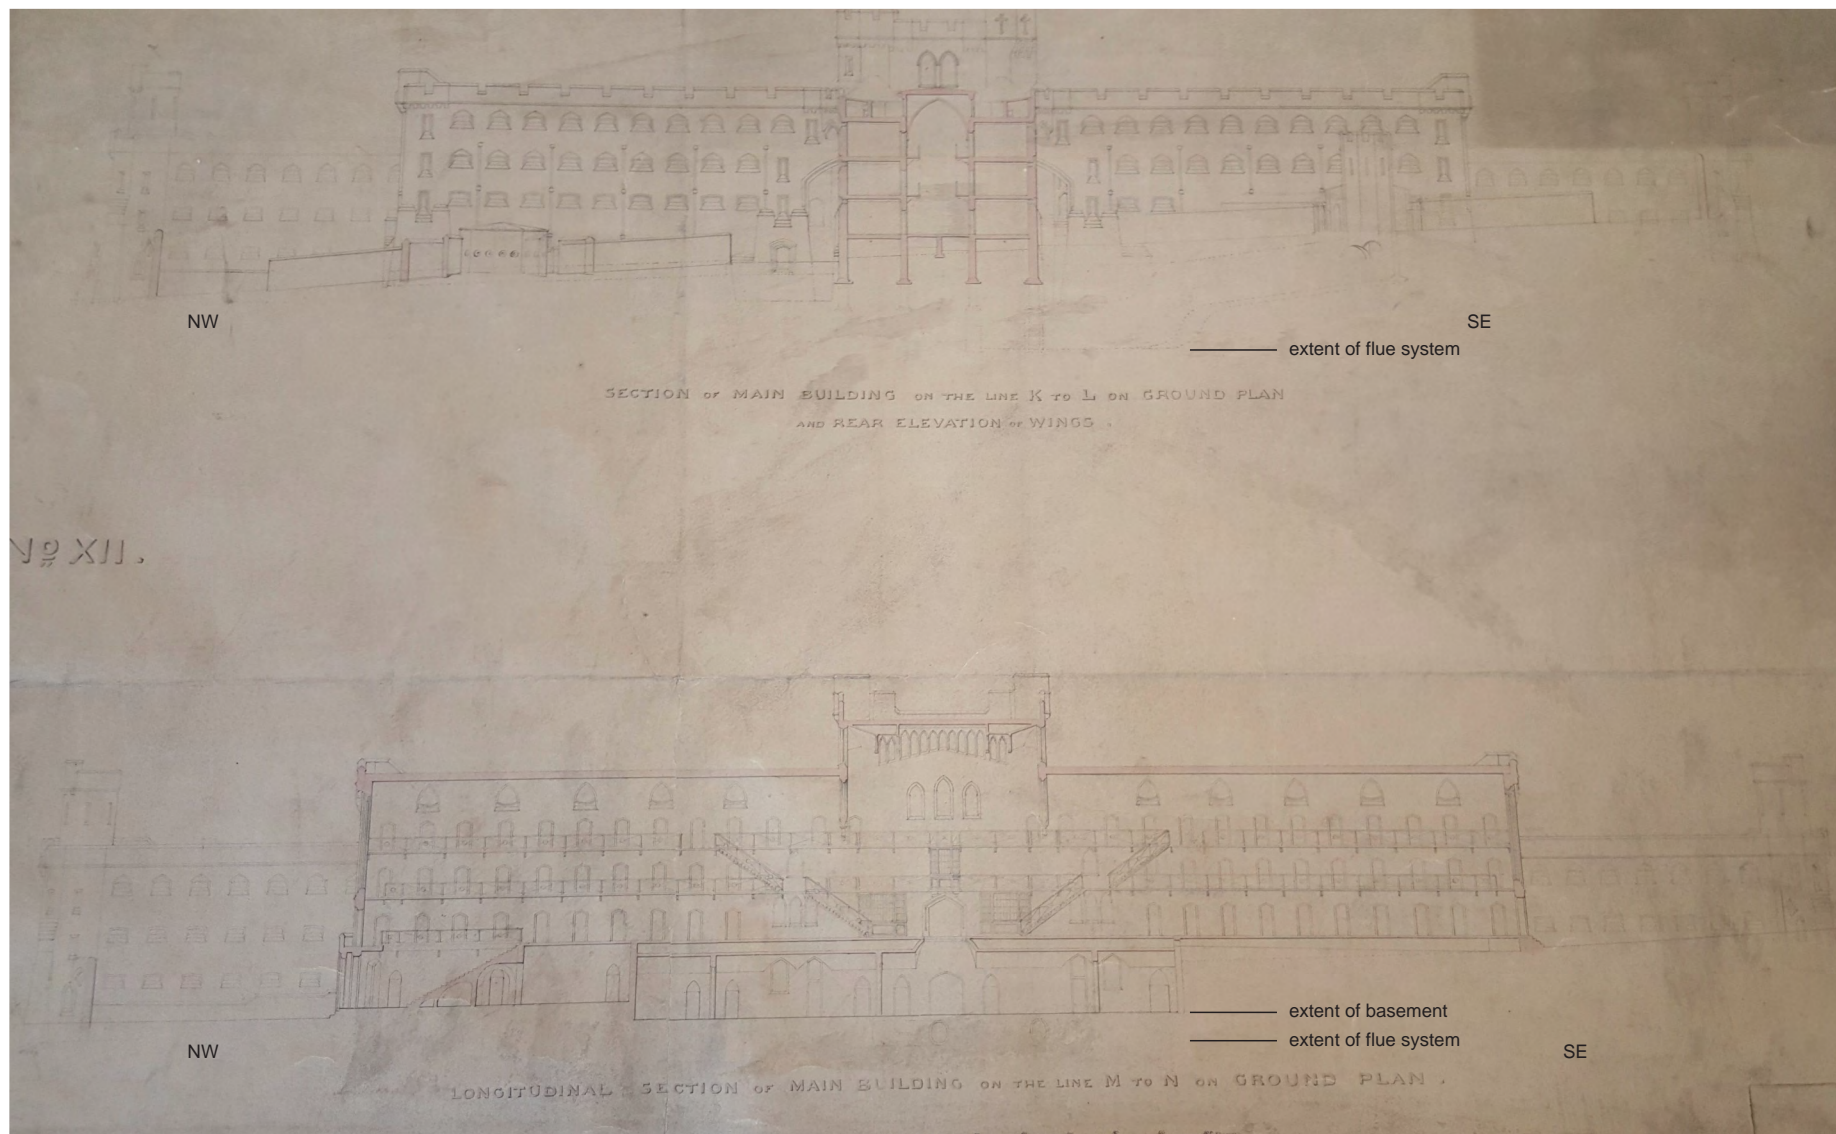 NW
SE
extent of flue system
SECTION OF MAIN BUILDING ON THE LINE K TO L ON GROUND PLAN
AND REAR ELEVATION OF WINGS.
No XII.
extent of basement
extent of flue system
NW
SE
LONGITUDINAL SECTION OF MAIN BUILDING ON THE LINE M TO N ON GROUND PLAN.